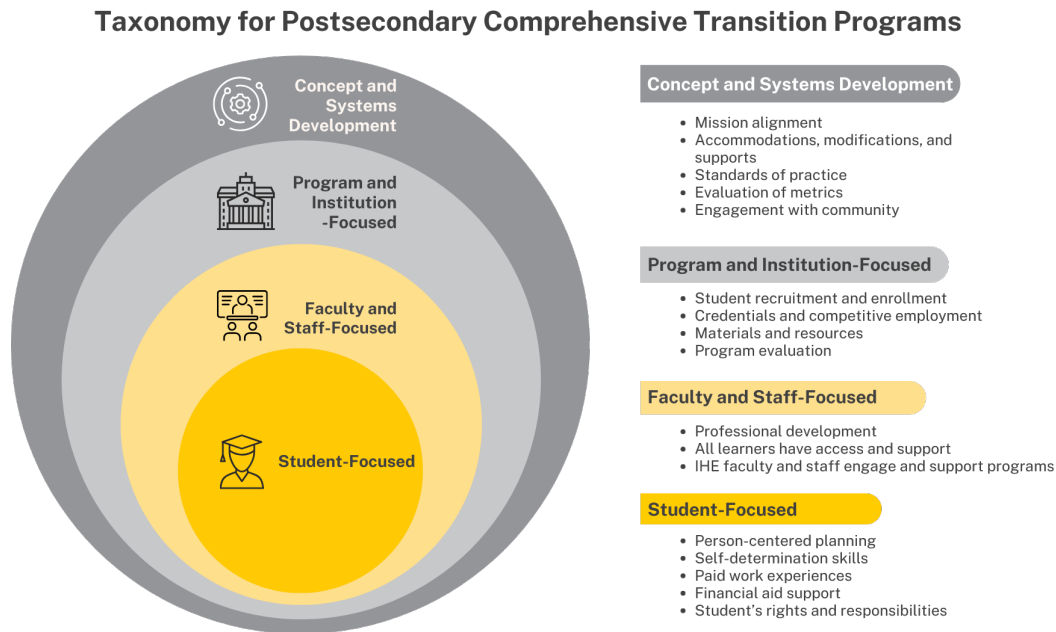 Taxonomy for Postsecondary Comprehensive Transition Programs
Concept and
Systems
Development
Program and
Institution
-Focused
Faculty and
Staff-Focused
Student-Focused
Concept and Systems Development
• Mission alignment
• Accommodations, modifications, and
supports
• Standards of practice
• Evaluation of metrics
• Engagement with community
Program and Institution-Focused
• Student recruitment and enrollment
• Credentials and competitive employment
• Materials and resources
• Program evaluation
Faculty and Staff-Focused
• Professional development
• All learners have access and support
• IHE faculty and staff engage and support programs
Student-Focused
• Person-centered planning
• Self-determination skills
• Paid work experiences
• Financial aid support
• Student’s rights and responsibilities